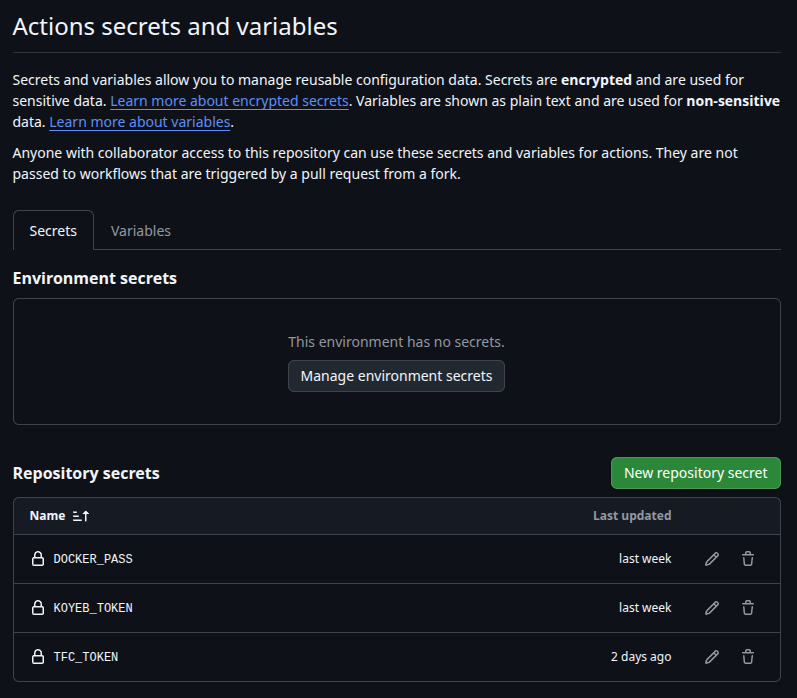 Actions secrets and variables
Secrets and variables allow you to manage reusable configuration data. Secrets are encrypted and are used for
sensitive data. Learn more about encrypted secrets. Variables are shown as plain text and are used for non-sensitive
data. Learn more about variables.
Anyone with collaborator access to this repository can use these secrets and variables for actions. They are not
passed to workflows that are triggered by a pull request from a fork.
Secrets Variables
Environment secrets
This environment has no secrets.
Manage environment secrets
Repository secrets New repository secret
Name Last updated
DOCKER_PASS last week
KOYEB_TOKEN last week
TFC_TOKEN 2 days ago